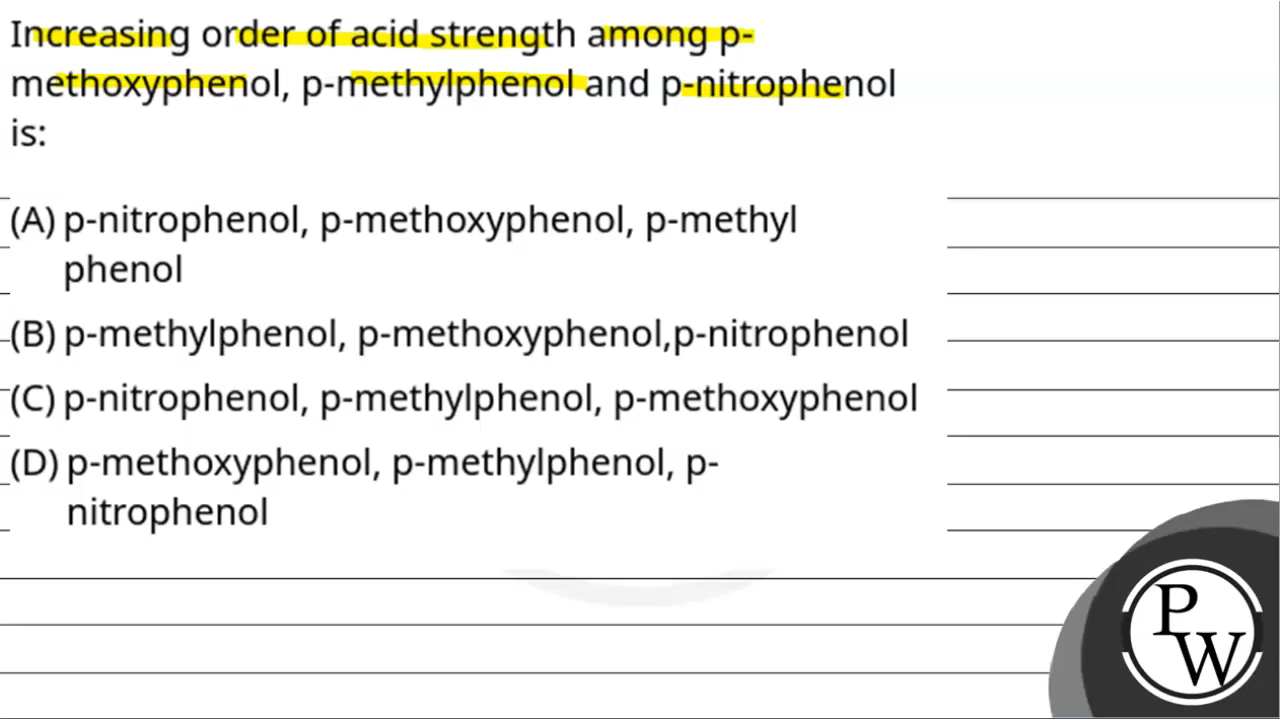 Increasing order of acid strength among p-
methoxyphenol, p-methylphenol and p-nitrophenol
is:
(A) p-nitrophenol, p-methoxyphenol, p-methyl
phenol
(B) p-methylphenol, p-methoxyphenol,p-nitrophenol
(C) p-nitrophenol, p-methylphenol, p-methoxyphenol
(D) p-methoxyphenol, p-methylphenol, p-
nitrophenol
P
W